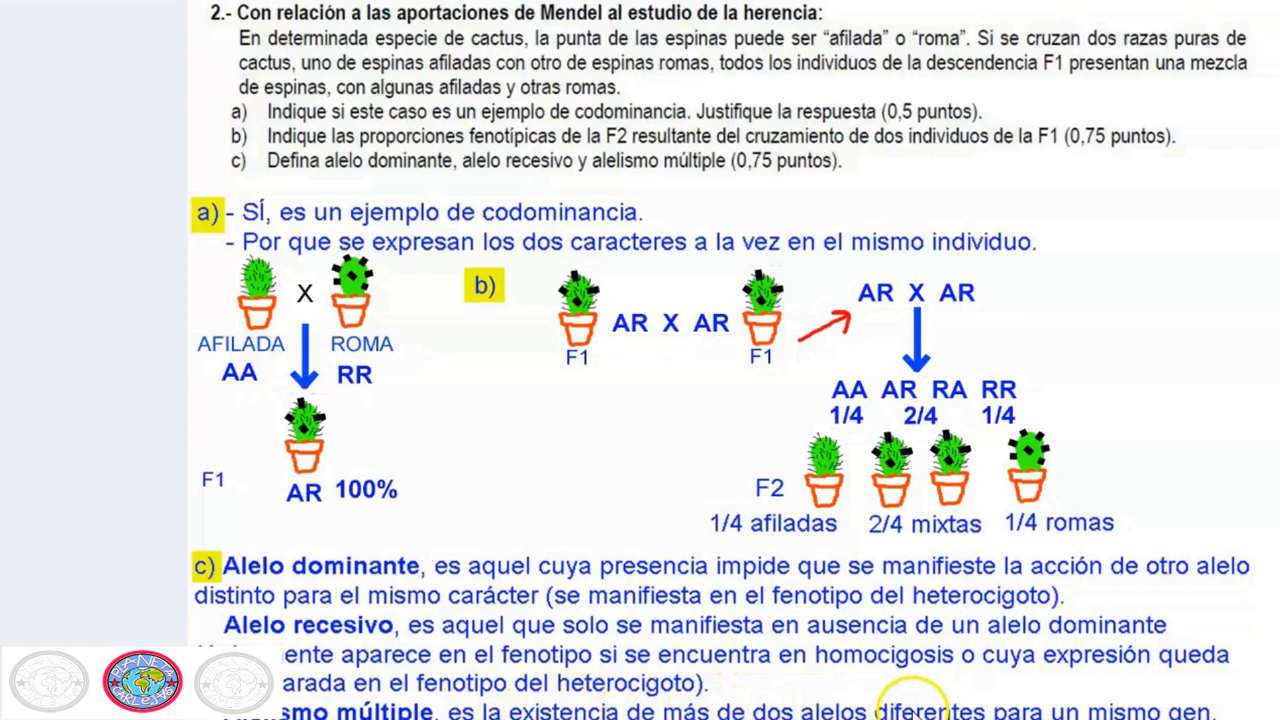 2.- Con relación a las aportaciones de Mendel al estudio de la herencia:
En determinada especie de cactus, la punta de las espinas puede ser “afilada” o “roma”. Si se cruzan dos razas puras de
cactus, uno de espinas afiladas con otro de espinas romas, todos los individuos de la descendencia F1 presentan una mezcla
de espinas, con algunas afiladas y otras romas.
a) Indique si este caso es un ejemplo de codominancia. Justifique la respuesta (0,5 puntos).
b) Indique las proporciones fenotípicas de la F2 resultante del cruzamiento de dos individuos de la F1 (0,75 puntos).
c) Defina alelo dominante, alelo recesivo y alelismo múltiple (0,75 puntos).
a) - SÍ, es un ejemplo de codominancia.
- Por que se expresan los dos caracteres a la vez en el mismo individuo.
X
AFILADA ROMA
AA RR
F1
AR 100%
b)
AR X AR
F1 F1
AR X AR
AA AR RA RR
1/4 2/4 1/4
F2
1/4 afiladas 2/4 mixtas 1/4 romas
c) Alelo dominante, es aquel cuya presencia impide que se manifieste la acción de otro alelo
distinto para el mismo carácter (se manifiesta en el fenotipo del heterocigoto).
Alelo recesivo, es aquel que solo se manifiesta en ausencia de un alelo dominante
ente aparece en el fenotipo si se encuentra en homocigosis o cuya expresión queda
arada en el fenotipo del heterocigoto).
smo múltiple, es la existencia de más de dos alelos diferentes para un mismo gen.
PLANETA